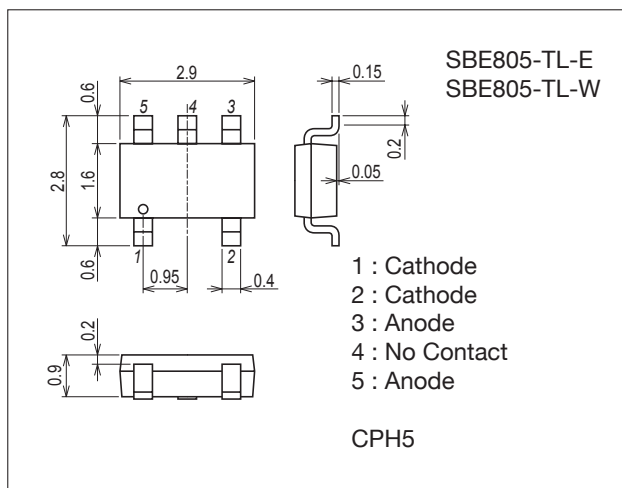 SBE805-TL-E
SBE805-TL-W
2.9
0.15
0.6
5
4
3
0.2
2.8
1.6
0.05
0.6
1
2
0.95
0.4
1 : Cathode
2 : Cathode
3 : Anode
4 : No Contact
5 : Anode
0.2
0.9
CPH5